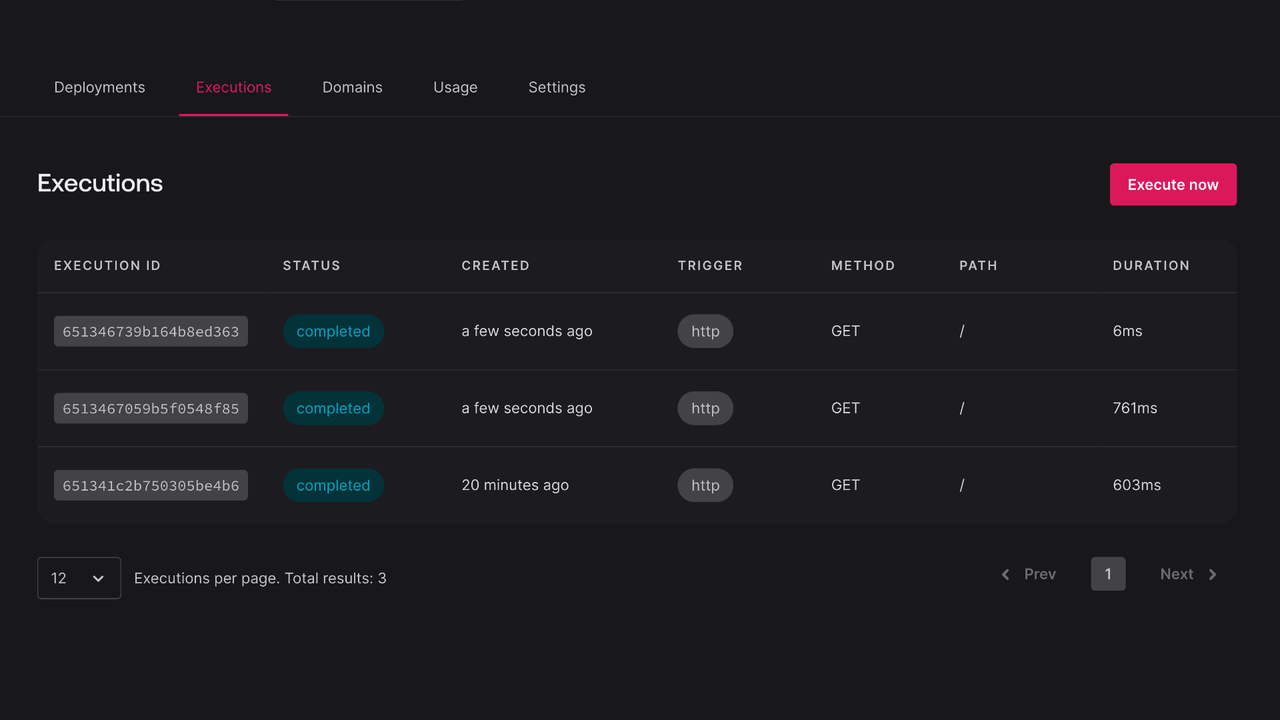 Deployments Executions Domains Usage Settings
Executions
Execute now
EXECUTION ID STATUS CREATED TRIGGER METHOD PATH DURATION
651346739b164b8ed363 completed a few seconds ago http GET / 6ms
6513467059b5f0548f85 completed a few seconds ago http GET / 761ms
651341c2b750305be4b6 completed 20 minutes ago http GET / 603ms
12 Executions per page. Total results: 3 Prev 1 Next